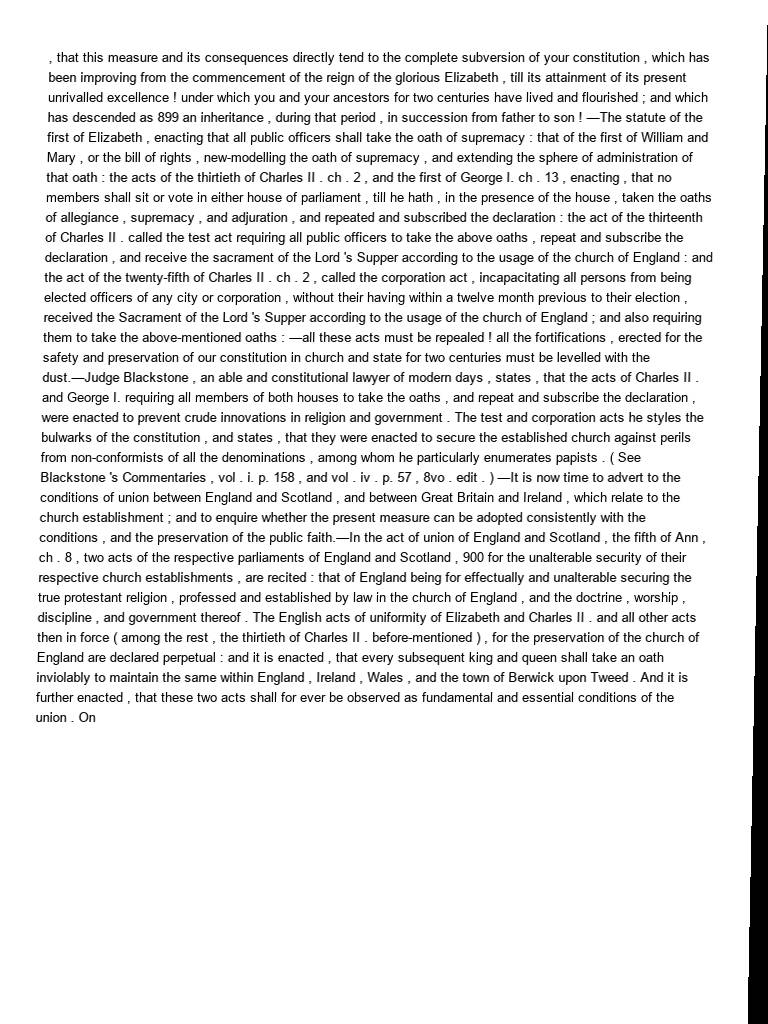 , that this measure and its consequences directly tend to the complete subversion of your constitution , which has
been improving from the commencement of the reign of the glorious Elizabeth , till its attainment of its present
unrivalled excellence ! under which you and your ancestors for two centuries have lived and flourished ; and which
has descended as 899 an inheritance , during that period , in succession from father to son ! —The statute of the
first of Elizabeth , enacting that all public officers shall take the oath of supremacy : that of the first of William and
Mary , or the bill of rights , new-modelling the oath of supremacy , and extending the sphere of administration of
that oath : the acts of the thirtieth of Charles II . ch . 2 , and the first of George I. ch . 13 , enacting , that no
members shall sit or vote in either house of parliament , till he hath , in the presence of the house , taken the oaths
of allegiance , supremacy , and adjuration , and repeated and subscribed the declaration : the act of the thirteenth
of Charles II . called the test act requiring all public officers to take the above oaths , repeat and subscribe the
declaration , and receive the sacrament of the Lord 's Supper according to the usage of the church of England : and
the act of the twenty-fifth of Charles II . ch . 2 , called the corporation act , incapacitating all persons from being
elected officers of any city or corporation , without their having within a twelve month previous to their election ,
received the Sacrament of the Lord 's Supper according to the usage of the church of England ; and also requiring
them to take the above-mentioned oaths : —all these acts must be repealed ! all the fortifications , erected for the
safety and preservation of our constitution in church and state for two centuries must be levelled with the
dust.—Judge Blackstone , an able and constitutional lawyer of modern days , states , that the acts of Charles II .
and George I. requiring all members of both houses to take the oaths , and repeat and subscribe the declaration ,
were enacted to prevent crude innovations in religion and government . The test and corporation acts he styles the
bulwarks of the constitution , and states , that they were enacted to secure the established church against perils
from non-conformists of all the denominations , among whom he particularly enumerates papists . ( See
Blackstone 's Commentaries , vol . i. p. 158 , and vol . iv . p. 57 , 8vo . edit . ) —It is now time to advert to the
conditions of union between England and Scotland , and between Great Britain and Ireland , which relate to the
church establishment ; and to enquire whether the present measure can be adopted consistently with the
conditions , and the preservation of the public faith.—In the act of union of England and Scotland , the fifth of Ann ,
ch . 8 , two acts of the respective parliaments of England and Scotland , 900 for the unalterable security of their
respective church establishments , are recited : that of England being for effectually and unalterable securing the
true protestant religion , professed and established by law in the church of England , and the doctrine , worship ,
discipline , and government thereof . The English acts of uniformity of Elizabeth and Charles II . and all other acts
then in force ( among the rest , the thirtieth of Charles II . before-mentioned ) , for the preservation of the church of
England are declared perpetual : and it is enacted , that every subsequent king and queen shall take an oath
inviolably to maintain the same within England , Ireland , Wales , and the town of Berwick upon Tweed . And it is
further enacted , that these two acts shall for ever be observed as fundamental and essential conditions of the
union . On